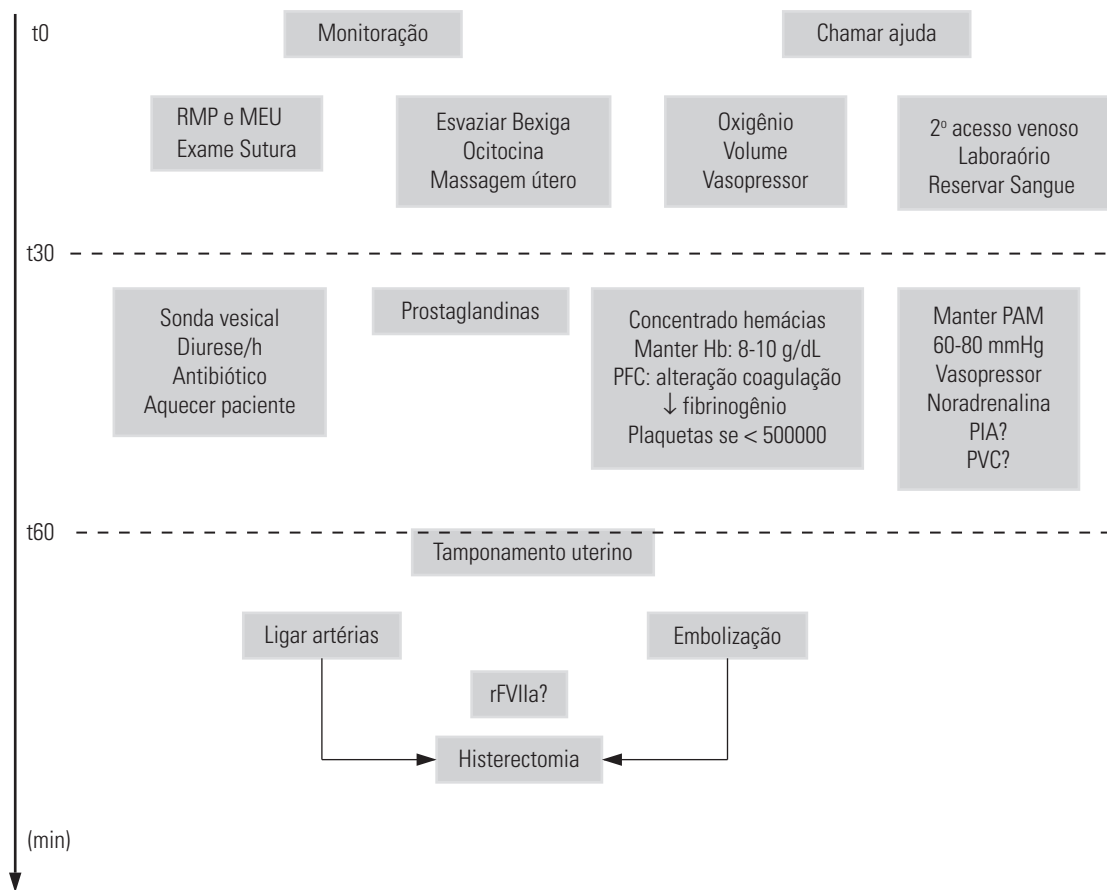 t0
Monitoração
Chamar ajuda
RMP e MEU
Exame Sutura
Esvaziar Bexiga
Ocitocina
Massagem útero
Oxigênio
Volume
Vasopressor
2º acesso venoso
Laboraório
Reservar Sangue
t30
Sonda vesical
Diurese/h
Antibiótico
Aquecer paciente
Prostaglandinas
Concentrado hemácias
Manter Hb: 8-10 g/dL
PFC: alteração coagulação
↓ fibrinogênio
Plaquetas se < 500000
Manter PAM
60-80 mmHg
Vasopressor
Noradrenalina
PIA?
PVC?
t60
Tamponamento uterino
Ligar artérias
Embolização
rFVIIa?
Histerectomia
(min)